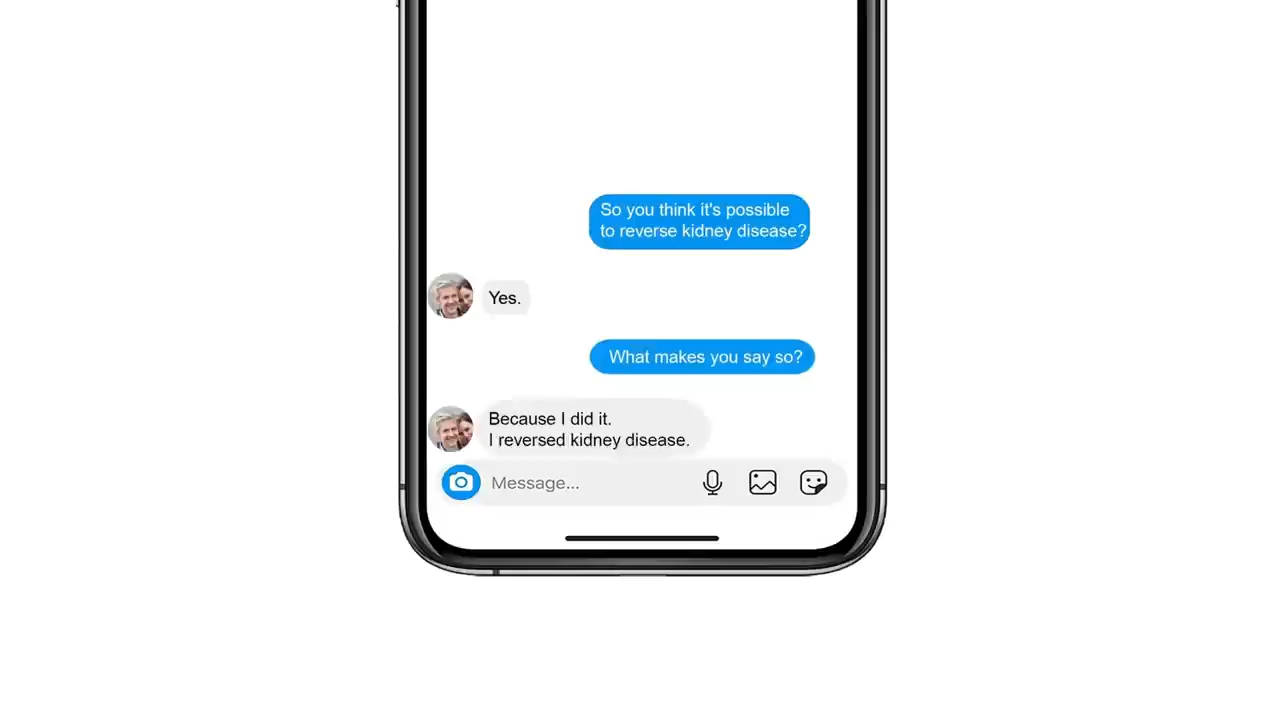 So you think it's possible
to reverse kidney disease?
Yes.
What makes you say so?
Because I did it.
I reversed kidney disease.
Message...